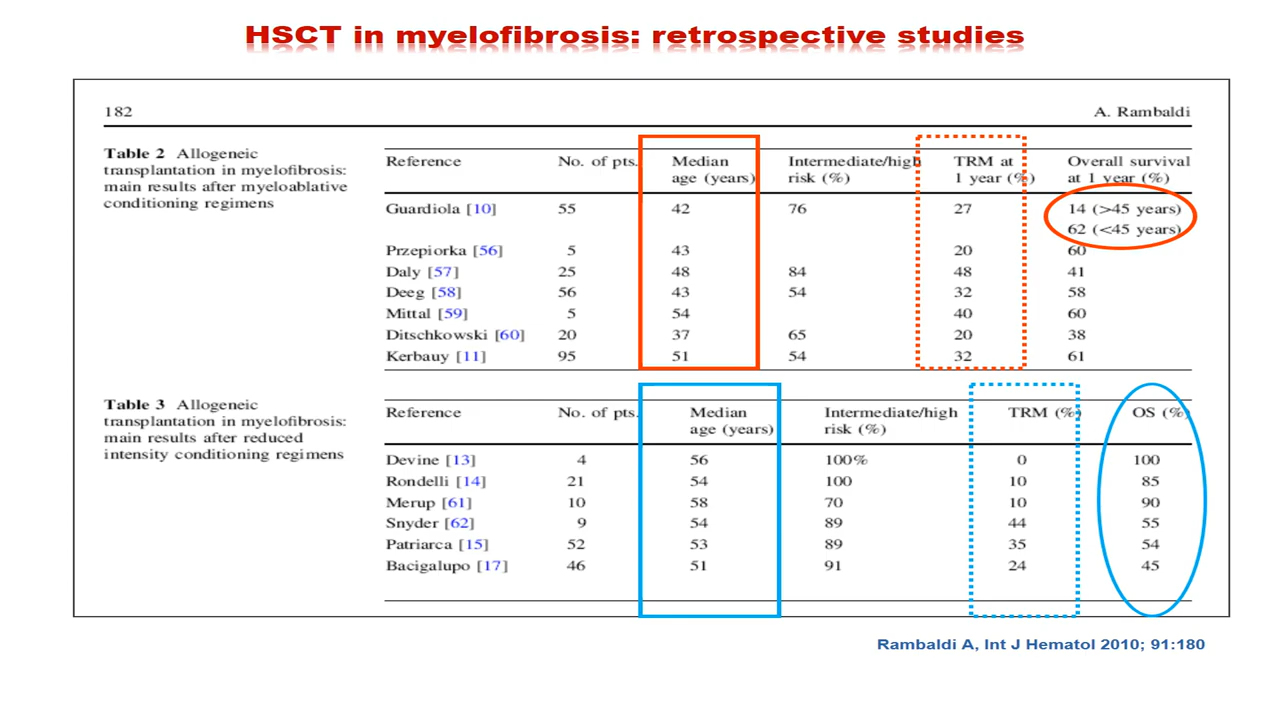 HSCT in myelofibrosis: retrospective studies
182 A. Rambaldi
Table 2 Allogeneic
transplantation in myelofibrosis:
main results after myeloablative
conditioning regimens
Reference No. of pts. Median age (years) Intermediate/high risk (%) TRM at 1 year (%) Overall survival at 1 year (%)
Guardiola [10] 55 42 76 27 14 (>45 years)
62 (<45 years)
Przepiorka [56] 5 43 20 60
Daly [57] 25 48 84 48 41
Deeg [58] 56 43 54 32 58
Mittal [59] 5 54 40 60
Ditschkowski [60] 20 37 65 20 38
Kerbauy [11] 95 51 54 32 61
Table 3 Allogeneic
transplantation in myelofibrosis:
main results after reduced
intensity conditioning regimens
Reference No. of pts. Median age (years) Intermediate/high risk (%) TRM (%) OS (%)
Devine [13] 4 56 100% 0 100
Rondelli [14] 21 54 100 10 85
Merup [61] 10 58 70 10 90
Snyder [62] 9 54 89 44 55
Patriarca [15] 52 53 89 35 54
Bacigalupo [17] 46 51 91 24 45
Rambaldi A, Int J Hematol 2010; 91:180